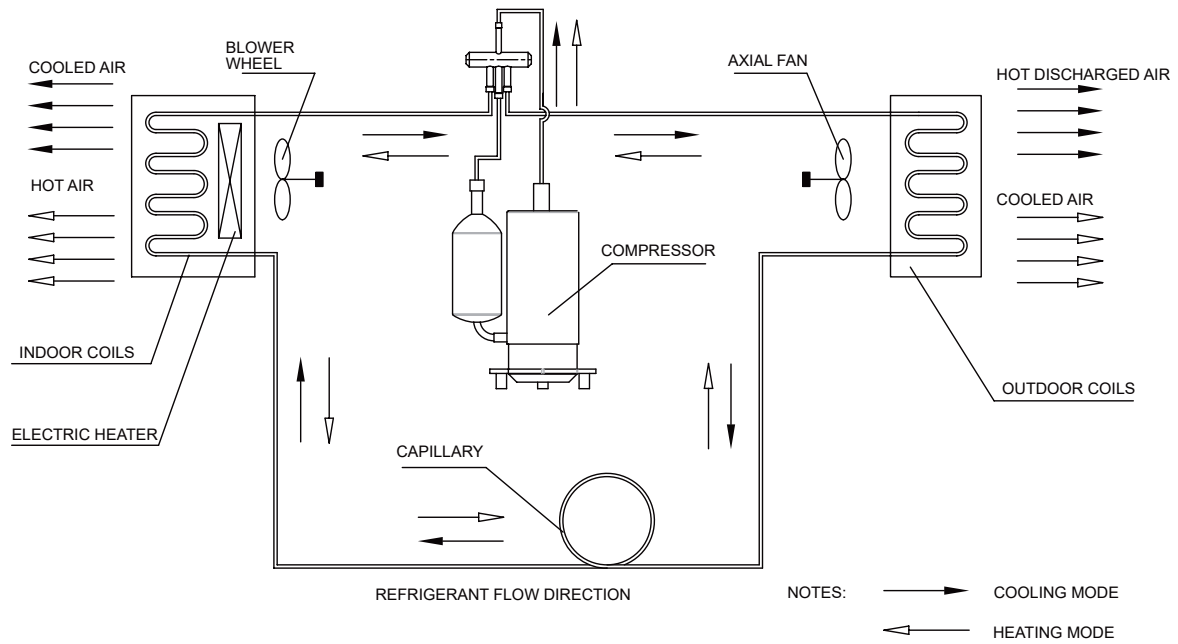 BLOWER
WHEEL
COOLED AIR
AXIAL FAN
HOT DISCHARGED AIR
HOT AIR
COOLED AIR
COMPRESSOR
INDOOR COILS
OUTDOOR COILS
ELECTRIC HEATER
CAPILLARY
REFRIGERANT FLOW DIRECTION
NOTES:
COOLING MODE
HEATING MODE